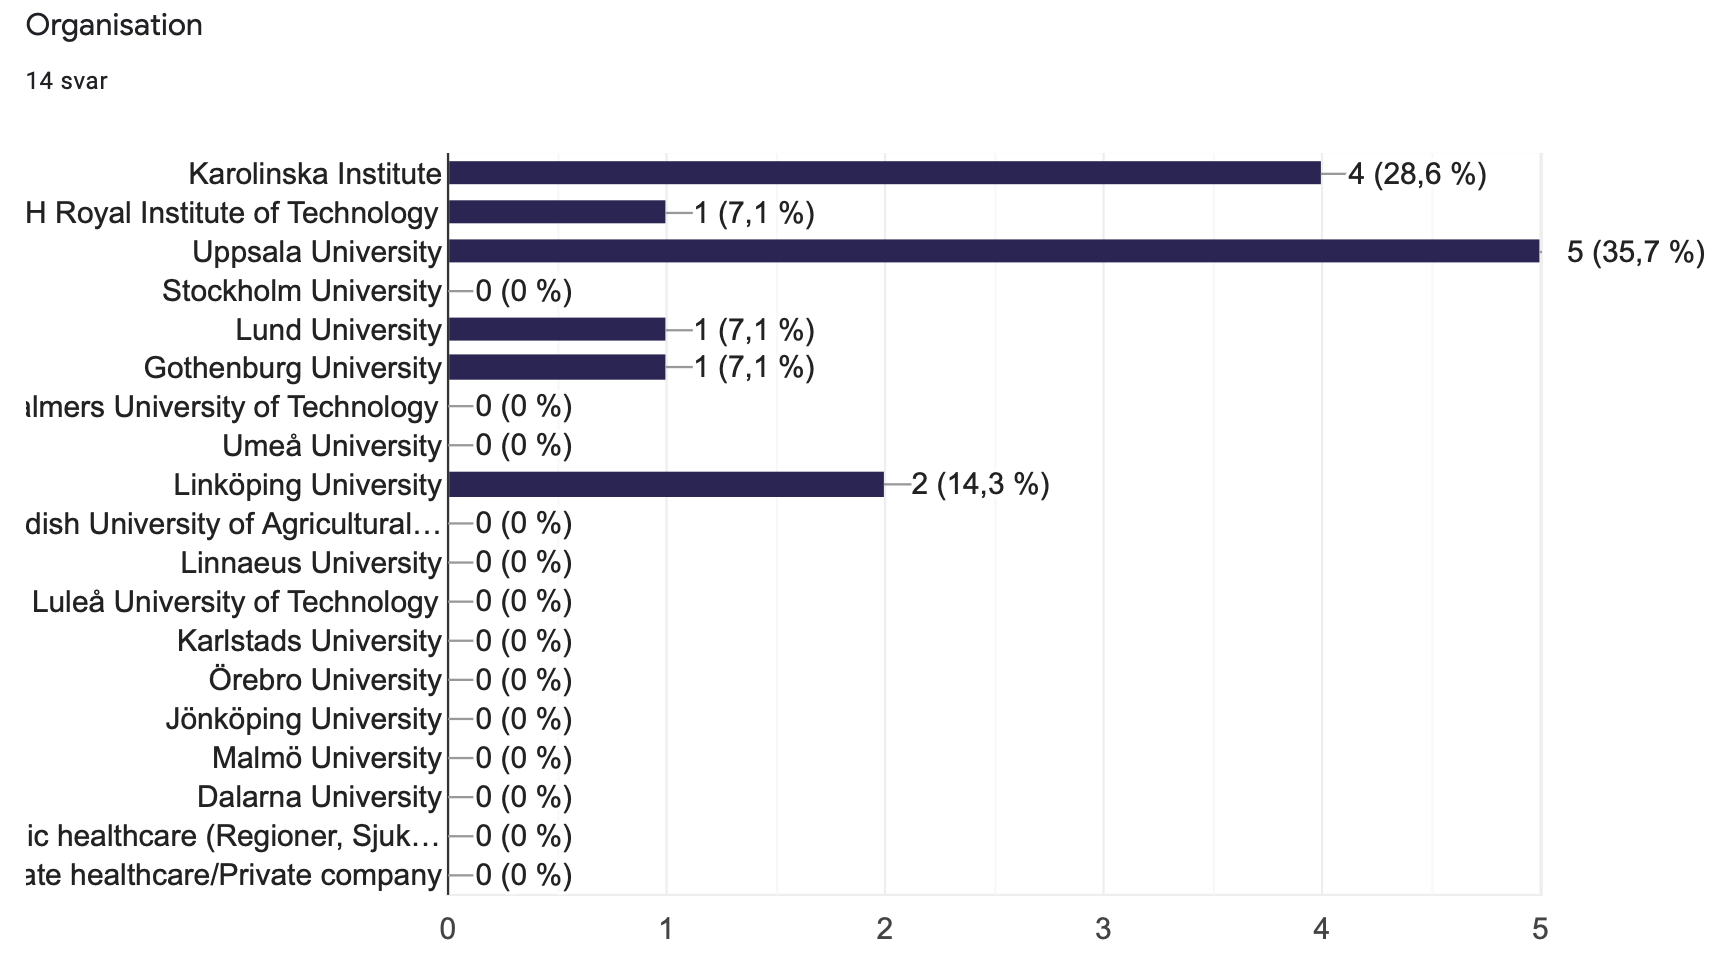 Organisation
14 svar
Karolinska Institute 4 (28,6 %)
H Royal Institute of Technology 1 (7,1 %)
Uppsala University 5 (35,7 %)
Stockholm University 0 (0 %)
Lund University 1 (7,1 %)
Gothenburg University 1 (7,1 %)
almers University of Technology 0 (0 %)
Umeå University 0 (0 %)
Linköping University 2 (14,3 %)
dish University of Agricultural… 0 (0 %)
Linnaeus University 0 (0 %)
Luleå University of Technology 0 (0 %)
Karlstads University 0 (0 %)
Örebro University 0 (0 %)
Jönköping University 0 (0 %)
Malmö University 0 (0 %)
Dalarna University 0 (0 %)
ic healthcare (Regioner, Sjuk… 0 (0 %)
ate healthcare/Private company 0 (0 %)
0 1 2 3 4 5